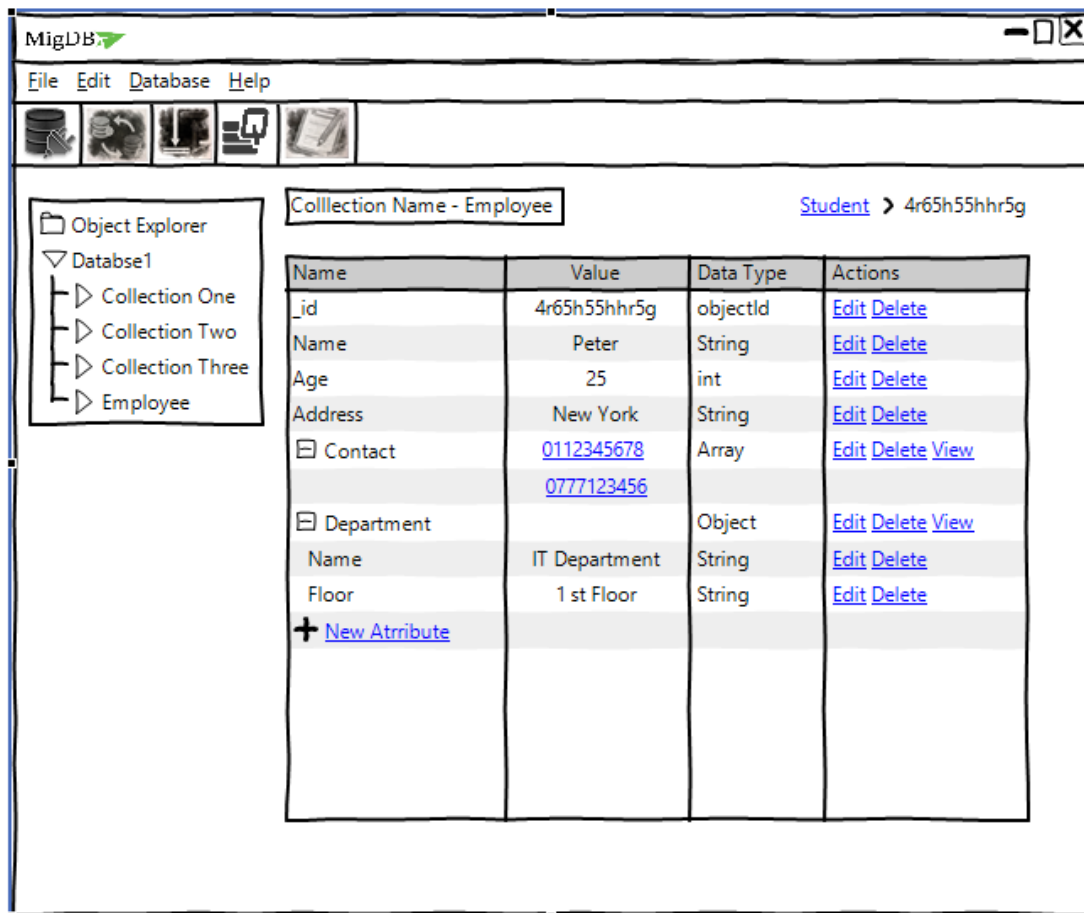 MigDB
File Edit Database Help
Object Explorer
Databse1
Collection One
Collection Two
Collection Three
Employee
Colllection Name - Employee
Student > 4r65h55hhr5g
Name Value Data Type Actions
_id 4r65h55hhr5g objectId Edit Delete
Name Peter String Edit Delete
Age 25 int Edit Delete
Address New York String Edit Delete
Contact 0112345678 Array Edit Delete View
0777123456
Department Object Edit Delete View
Name IT Department String Edit Delete
Floor 1 st Floor String Edit Delete
New Atrribute